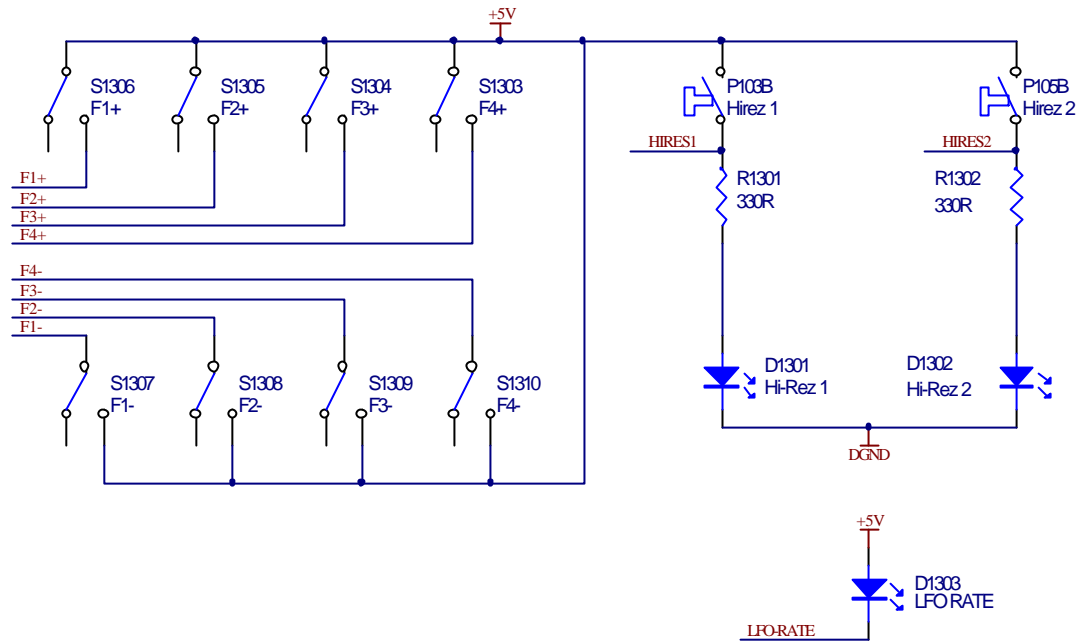 +5V
S1306
F1+
S1305
F2+
S1304
F3+
S1303
F4+
P103B
Hirez 1
P105B
Hirez 2
HIRES1
HIRES2
R1301
330R
R1302
330R
F1+
F2+
F3+
F4+
F4-
F3-
F2-
F1-
S1307
F1-
S1308
F2-
S1309
F3-
S1310
F4-
D1301
Hi-Rez 1
D1302
Hi-Rez 2
DGND
+5V
D1303
LFO RATE
LFO-RATE